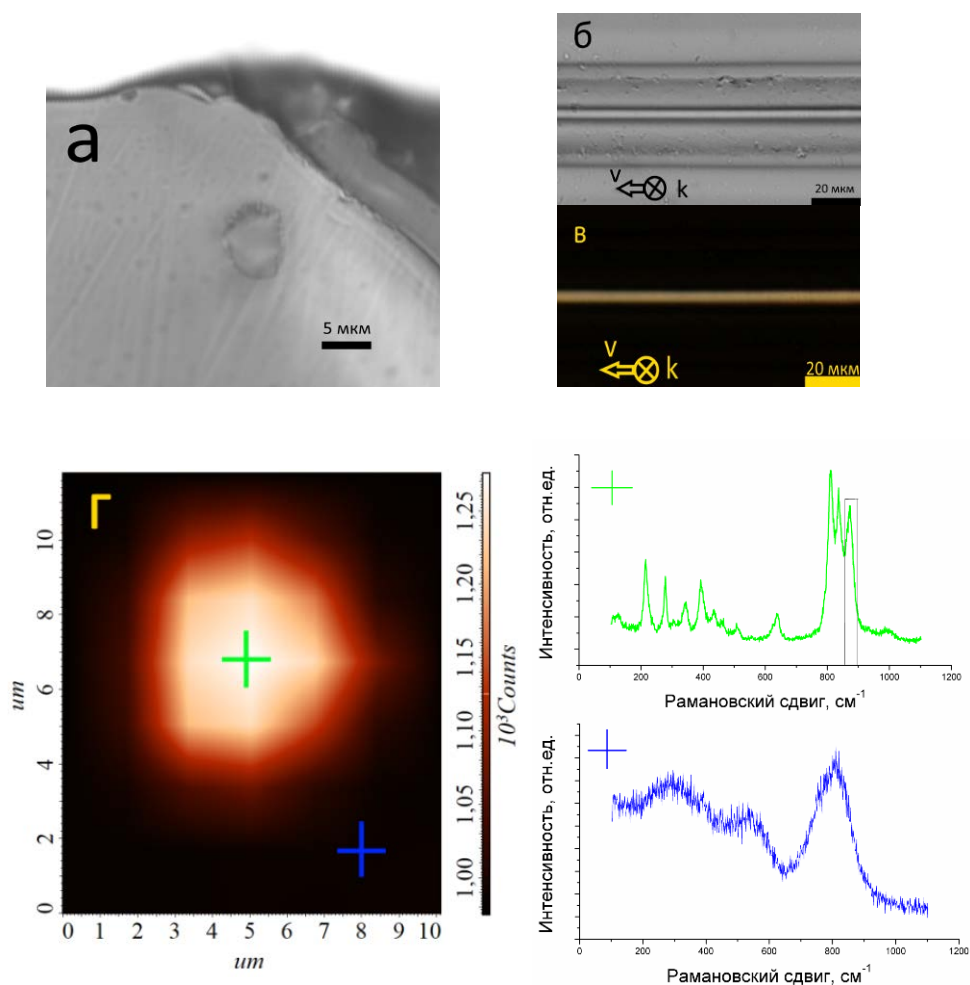 а
5 мкм
б
v
k
20 мкм
в
v
k
20 мкм
Г
10
8
6
4
2
0
um
0 1 2 3 4 5 6 7 8 9 10
um
1,25
1,20
1,15
1,10
1,05
1,00
10³Counts
Интенсивность, отн.ед.
0 200 400 600 800 1000 1200
Рамановский сдвиг, см⁻¹
Интенсивность, отн.ед.
0 200 400 600 800 1000 1200
Рамановский сдвиг, см⁻¹